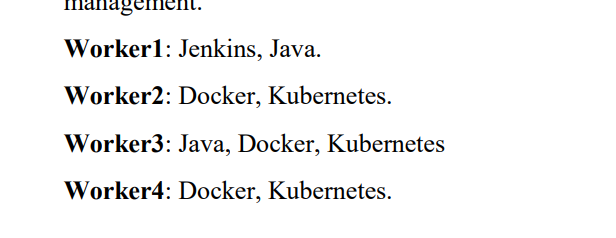 management.
Worker1: Jenkins, Java.
Worker2: Docker, Kubernetes.
Worker3: Java, Docker, Kubernetes
Worker4: Docker, Kubernetes.